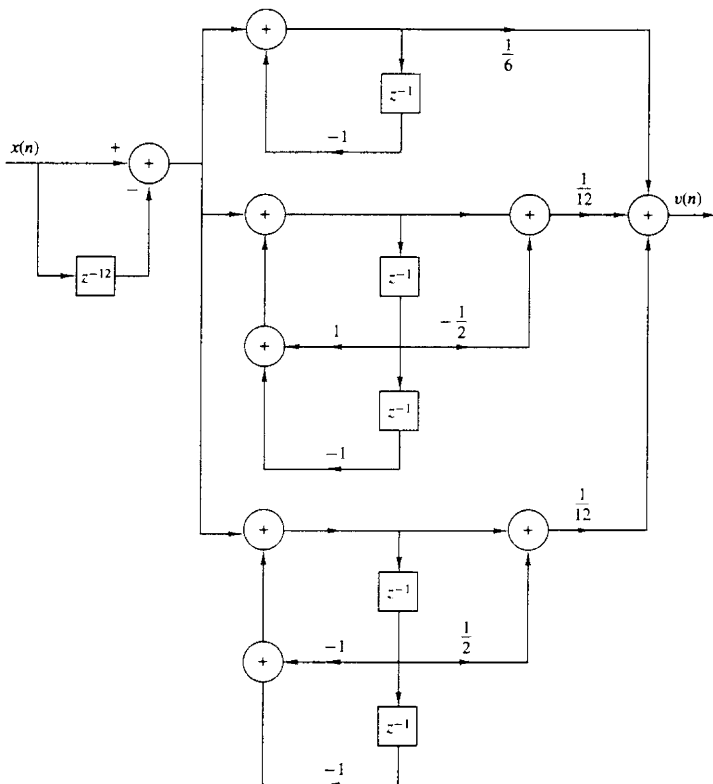 + 
1/6
z⁻¹
−1
x(n)
+
+
−
z⁻¹²
+
+
1/12
+
v(n)
z⁻¹
+
1
−1/2
z⁻¹
−1
+
+
1/12
z⁻¹
+
−1
1/2
z⁻¹
−1